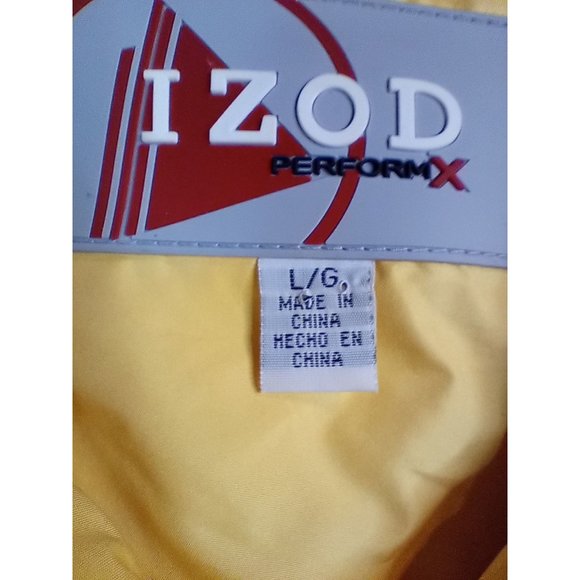 IZOD
PERFORMX
L/G
MADE IN
CHINA
HECHO EN
CHINA